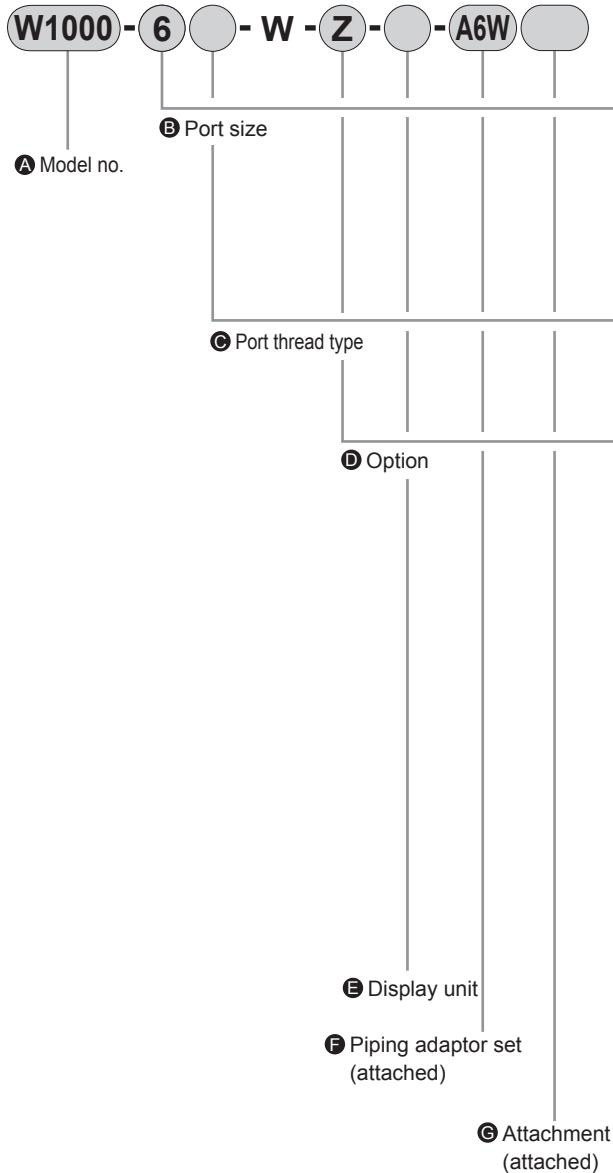 W1000 - 6 - W - Z - - A6W
B Port size
A Model no.
C Port thread type
D Option
E Display unit
F Piping adaptor set
(attached)
G Attachment
(attached)